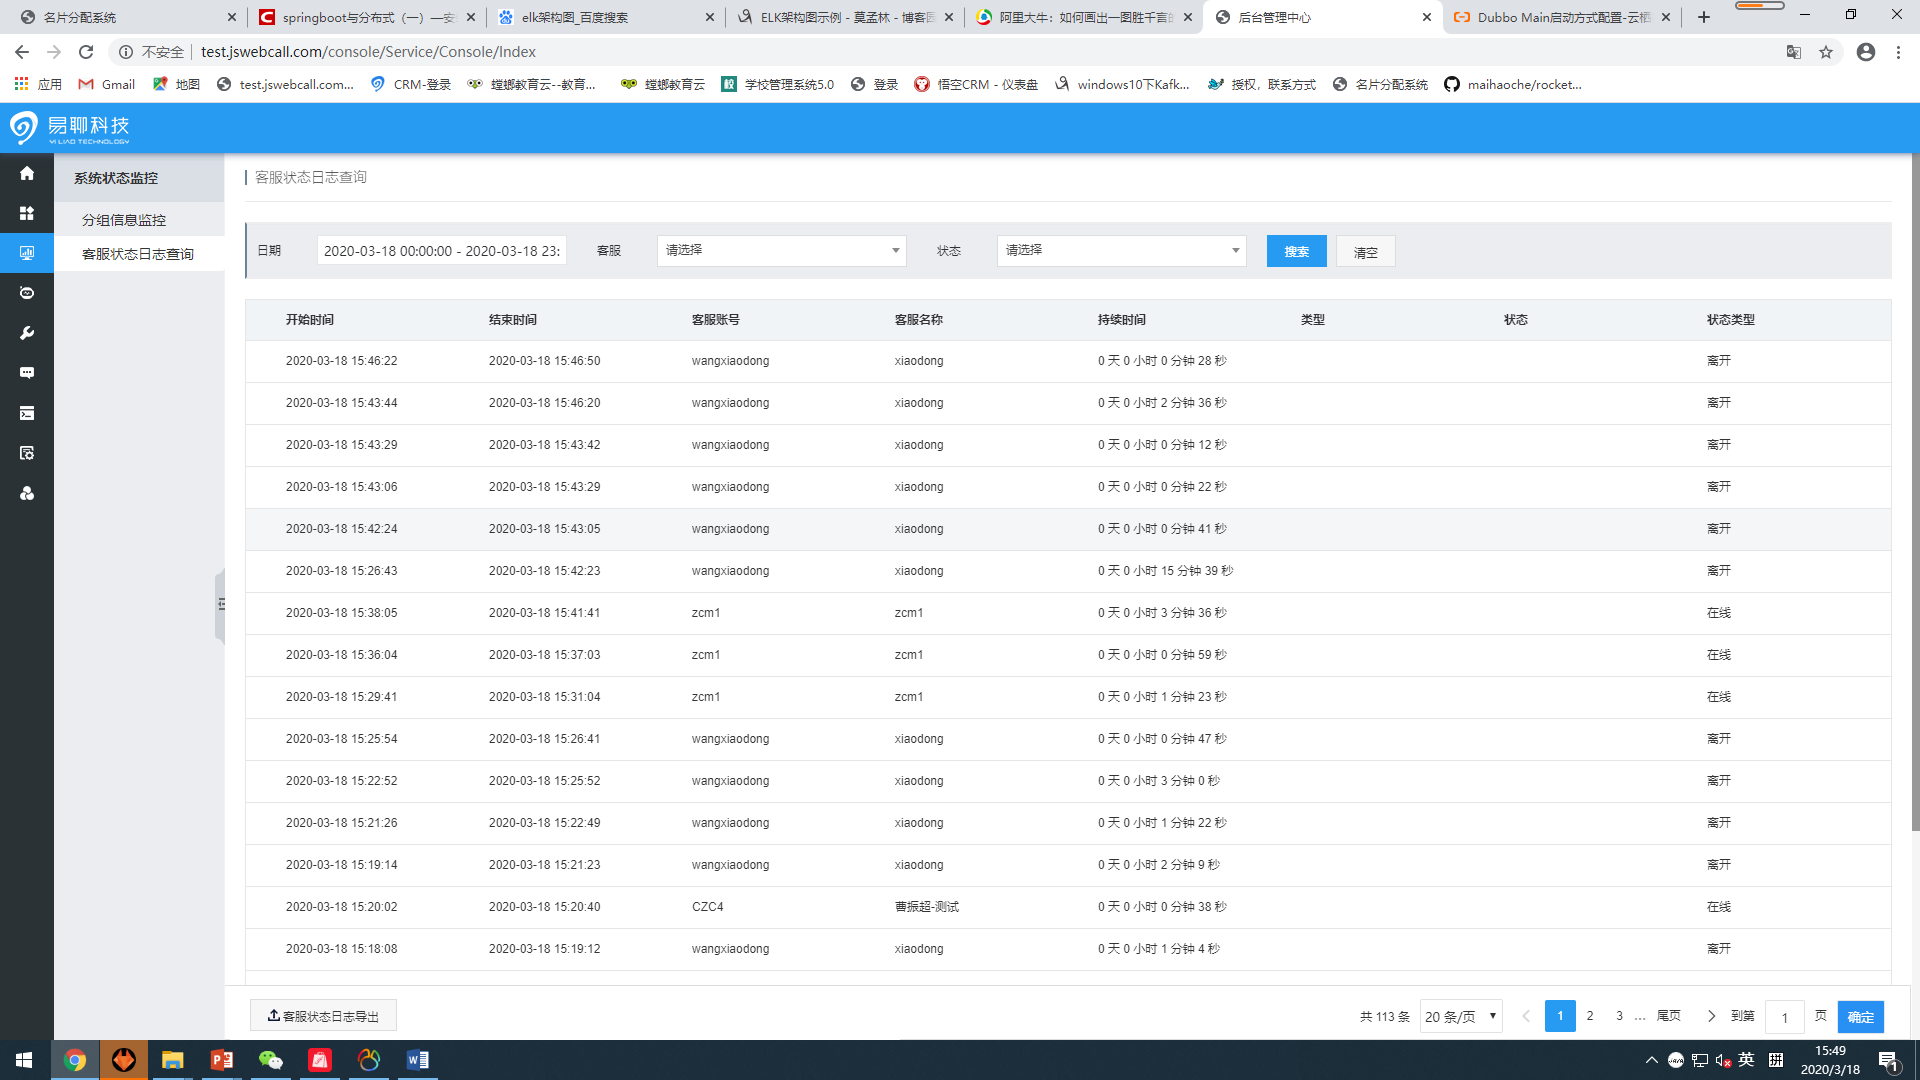 名片分配系统
springboot与分布式（一）—安
elk架构图_百度搜索
ELK架构图示例 - 莫孟林 - 博客园
阿里大牛：如何画出一图胜千言的
后台管理中心
Dubbo Main启动方式配置-云栖
不安全 test.jswebcall.com/console/Service/Console/Index
应用 Gmail 地图 test.jswebcall.com... CRM-登录 螳螂教育云--教育... 螳螂教育云 学校管理系统5.0 登录 悟空CRM - 仪表盘 windows10下Kafk... 授权，联系方式 名片分配系统 maihaoche/rocket...
易聊科技
YI LIAO TECHNOLOGY
系统状态监控
分组信息监控
客服状态日志查询
客服状态日志查询
日期 2020-03-18 00:00:00 - 2020-03-18 23: 客服 请选择 状态 请选择 搜索 清空
开始时间 结束时间 客服账号 客服名称 持续时间 类型 状态 状态类型
2020-03-18 15:46:22 2020-03-18 15:46:50 wangxiaodong xiaodong 0 天 0 小时 0 分钟 28 秒 离开
2020-03-18 15:43:44 2020-03-18 15:46:20 wangxiaodong xiaodong 0 天 0 小时 2 分钟 36 秒 离开
2020-03-18 15:43:29 2020-03-18 15:43:42 wangxiaodong xiaodong 0 天 0 小时 0 分钟 12 秒 离开
2020-03-18 15:43:06 2020-03-18 15:43:29 wangxiaodong xiaodong 0 天 0 小时 0 分钟 22 秒 离开
2020-03-18 15:42:24 2020-03-18 15:43:05 wangxiaodong xiaodong 0 天 0 小时 0 分钟 41 秒 离开
2020-03-18 15:26:43 2020-03-18 15:42:23 wangxiaodong xiaodong 0 天 0 小时 15 分钟 39 秒 离开
2020-03-18 15:38:05 2020-03-18 15:41:41 zcm1 zcm1 0 天 0 小时 3 分钟 36 秒 在线
2020-03-18 15:36:04 2020-03-18 15:37:03 zcm1 zcm1 0 天 0 小时 0 分钟 59 秒 在线
2020-03-18 15:29:41 2020-03-18 15:31:04 zcm1 zcm1 0 天 0 小时 1 分钟 23 秒 在线
2020-03-18 15:25:54 2020-03-18 15:26:41 wangxiaodong xiaodong 0 天 0 小时 0 分钟 47 秒 离开
2020-03-18 15:22:52 2020-03-18 15:25:52 wangxiaodong xiaodong 0 天 0 小时 3 分钟 0 秒 离开
2020-03-18 15:21:26 2020-03-18 15:22:49 wangxiaodong xiaodong 0 天 0 小时 1 分钟 22 秒 离开
2020-03-18 15:19:14 2020-03-18 15:21:23 wangxiaodong xiaodong 0 天 0 小时 2 分钟 9 秒 离开
2020-03-18 15:20:02 2020-03-18 15:20:40 CZC4 曹振超-测试 0 天 0 小时 0 分钟 38 秒 在线
2020-03-18 15:18:08 2020-03-18 15:19:12 wangxiaodong xiaodong 0 天 0 小时 1 分钟 4 秒 离开
客服状态日志导出 共 113 条 20 条/页 1 2 3 ... 尾页 到第 1 页 确定
英 拼
15:49
2020/3/18
1